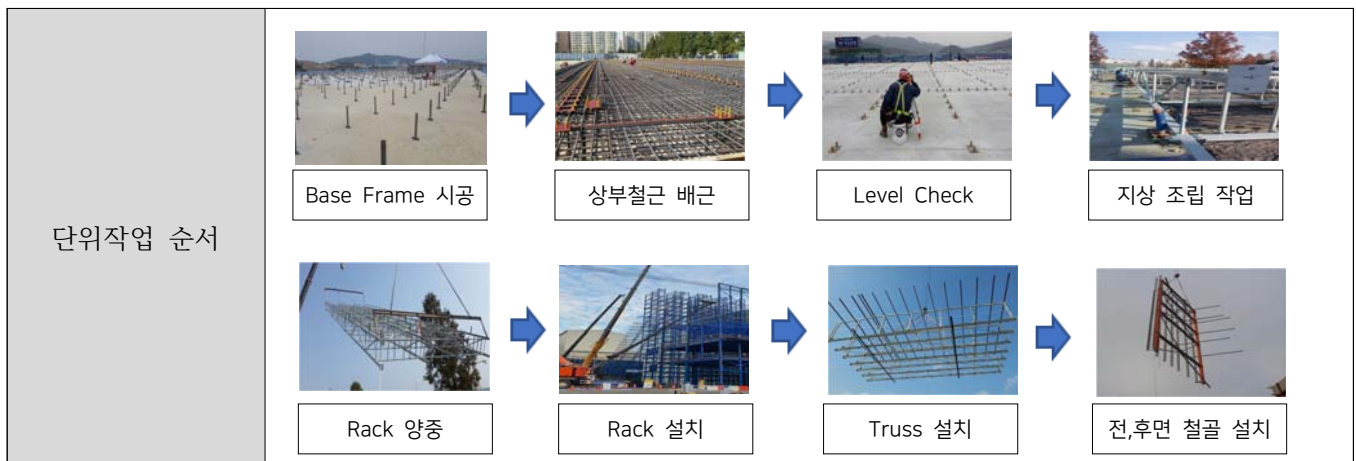 단위작업 순서
Base Frame 시공
상부철근 배근
Level Check
지상 조립 작업
Rack 양중
Rack 설치
Truss 설치
전,후면 철골 설치